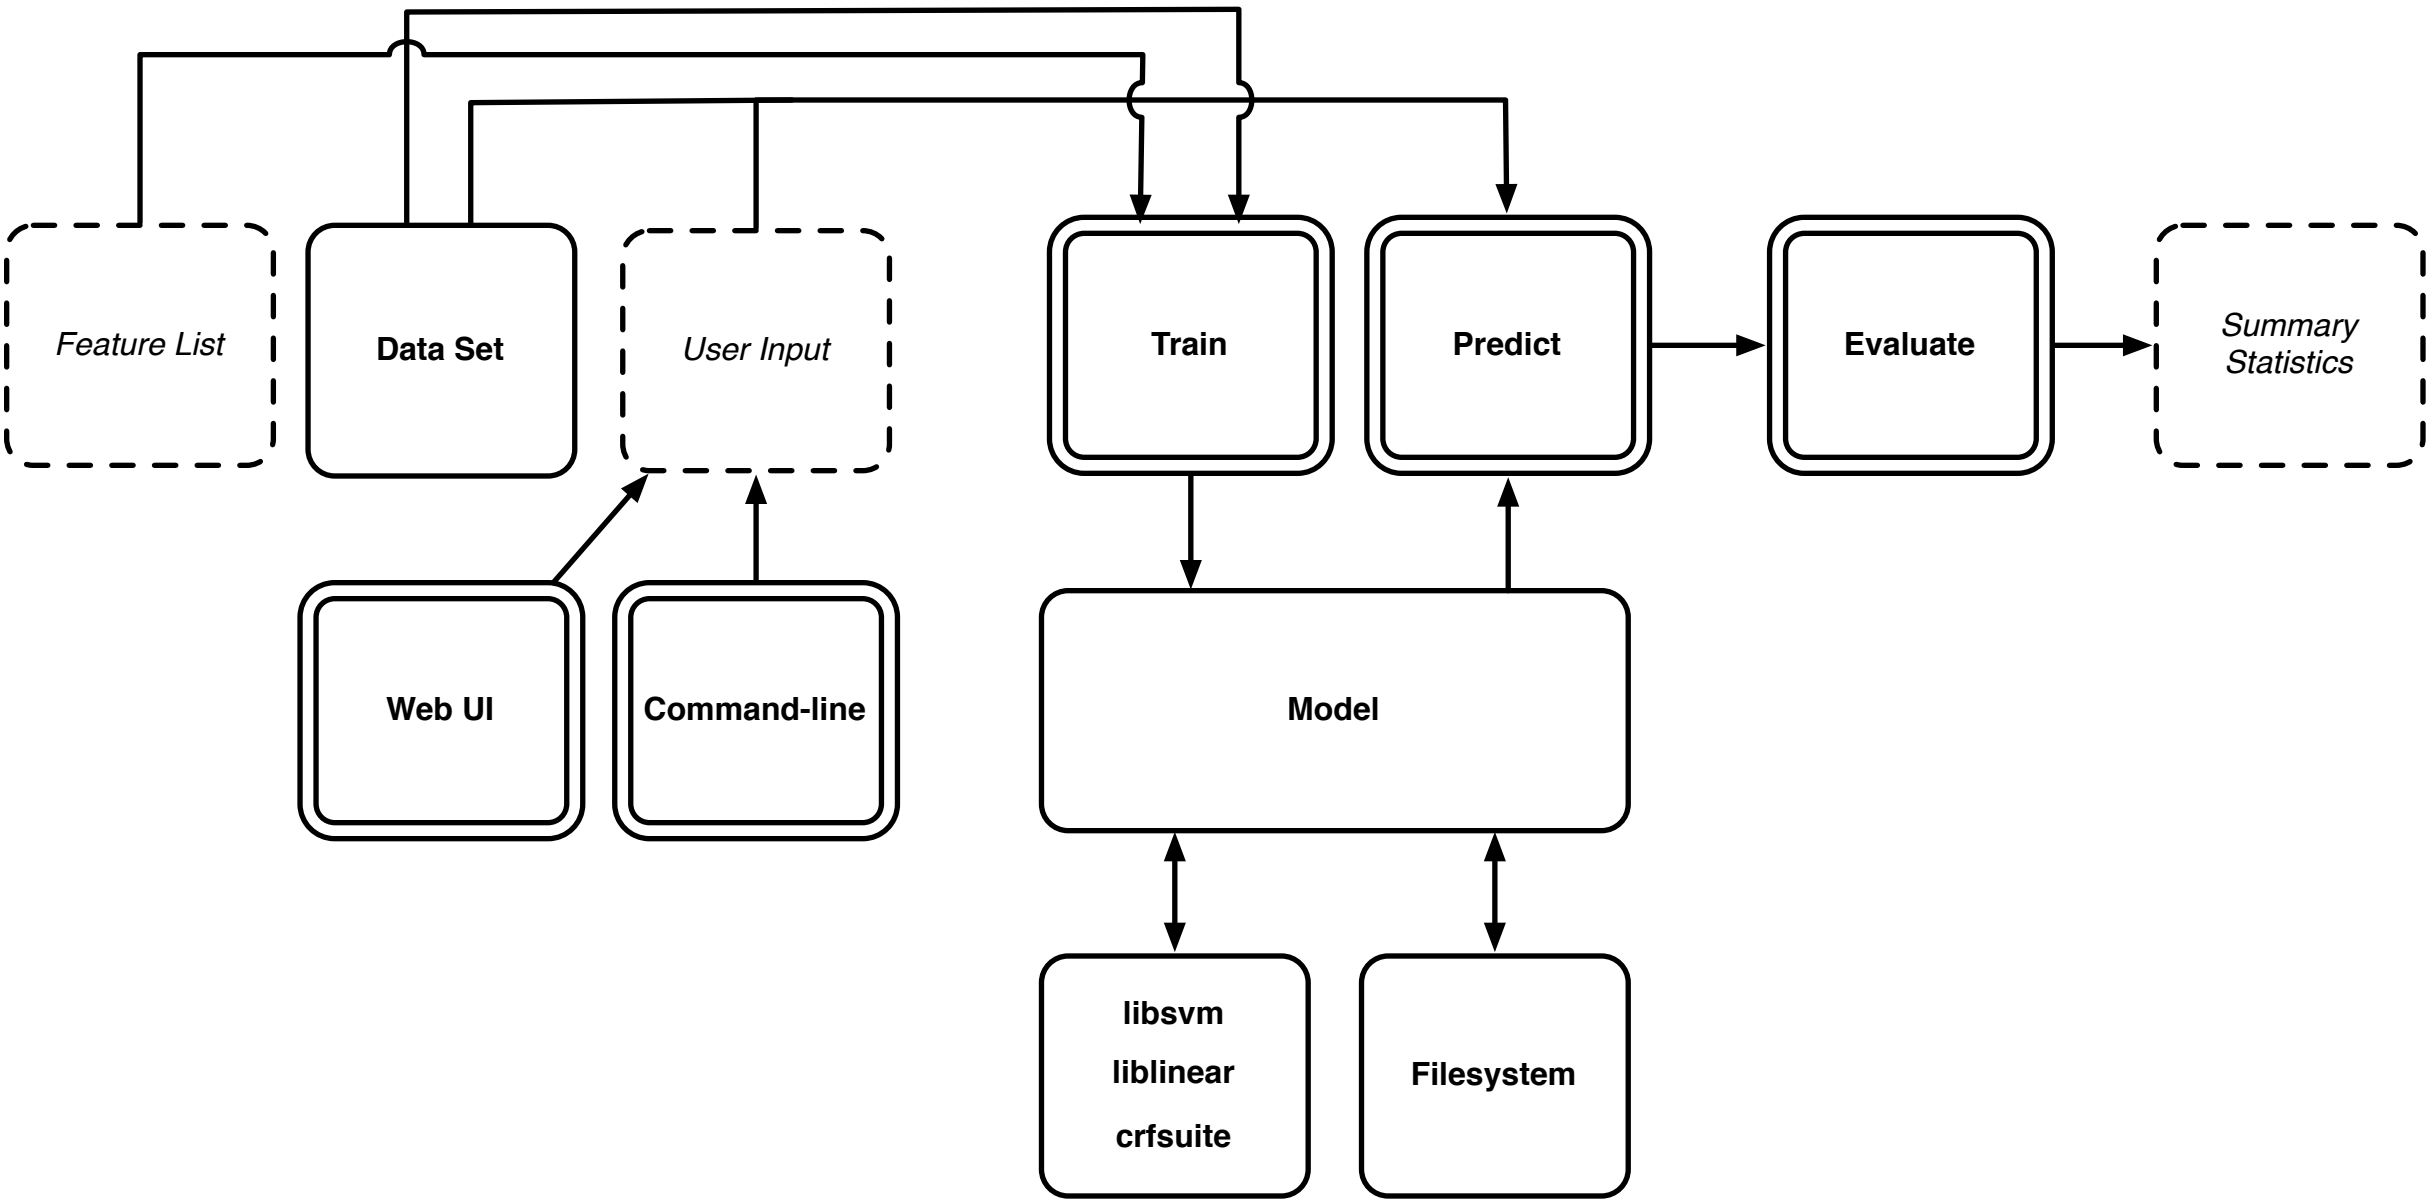 Feature List
Data Set
User Input
Train
Predict
Evaluate
Summary
Statistics
Web UI
Command-line
Model
libsvm
liblinear
crfsuite
Filesystem